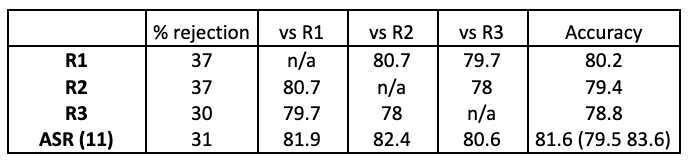 % rejection vs R1 vs R2 vs R3 Accuracy
R1 37 n/a 80.7 79.7 80.2
R2 37 80.7 n/a 78 79.4
R3 30 79.7 78 n/a 78.8
ASR (11) 31 81.9 82.4 80.6 81.6 (79.5 83.6)